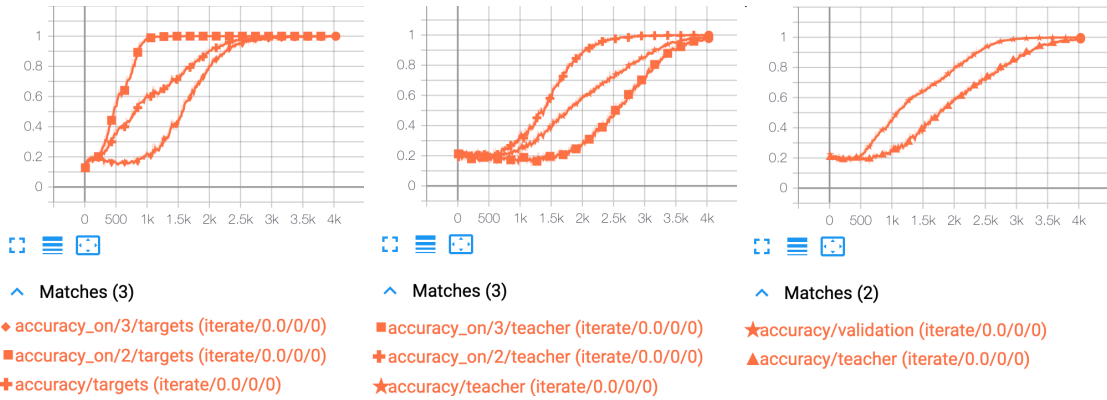 1
0.8
0.6
0.4
0.2
0
0 500 1k 1.5k 2k 2.5k 3k 3.5k 4k
Matches (3)
accuracy_on/3/targets (iterate/0.0/0/0)
accuracy_on/2/targets (iterate/0.0/0/0)
accuracy/targets (iterate/0.0/0/0)
1
0.8
0.6
0.4
0.2
0
0 500 1k 1.5k 2k 2.5k 3k 3.5k 4k
Matches (3)
accuracy_on/3/teacher (iterate/0.0/0/0)
accuracy_on/2/teacher (iterate/0.0/0/0)
accuracy/teacher (iterate/0.0/0/0)
1
0.8
0.6
0.4
0.2
0
0 500 1k 1.5k 2k 2.5k 3k 3.5k 4k
Matches (2)
accuracy/validation (iterate/0.0/0/0)
accuracy/teacher (iterate/0.0/0/0)